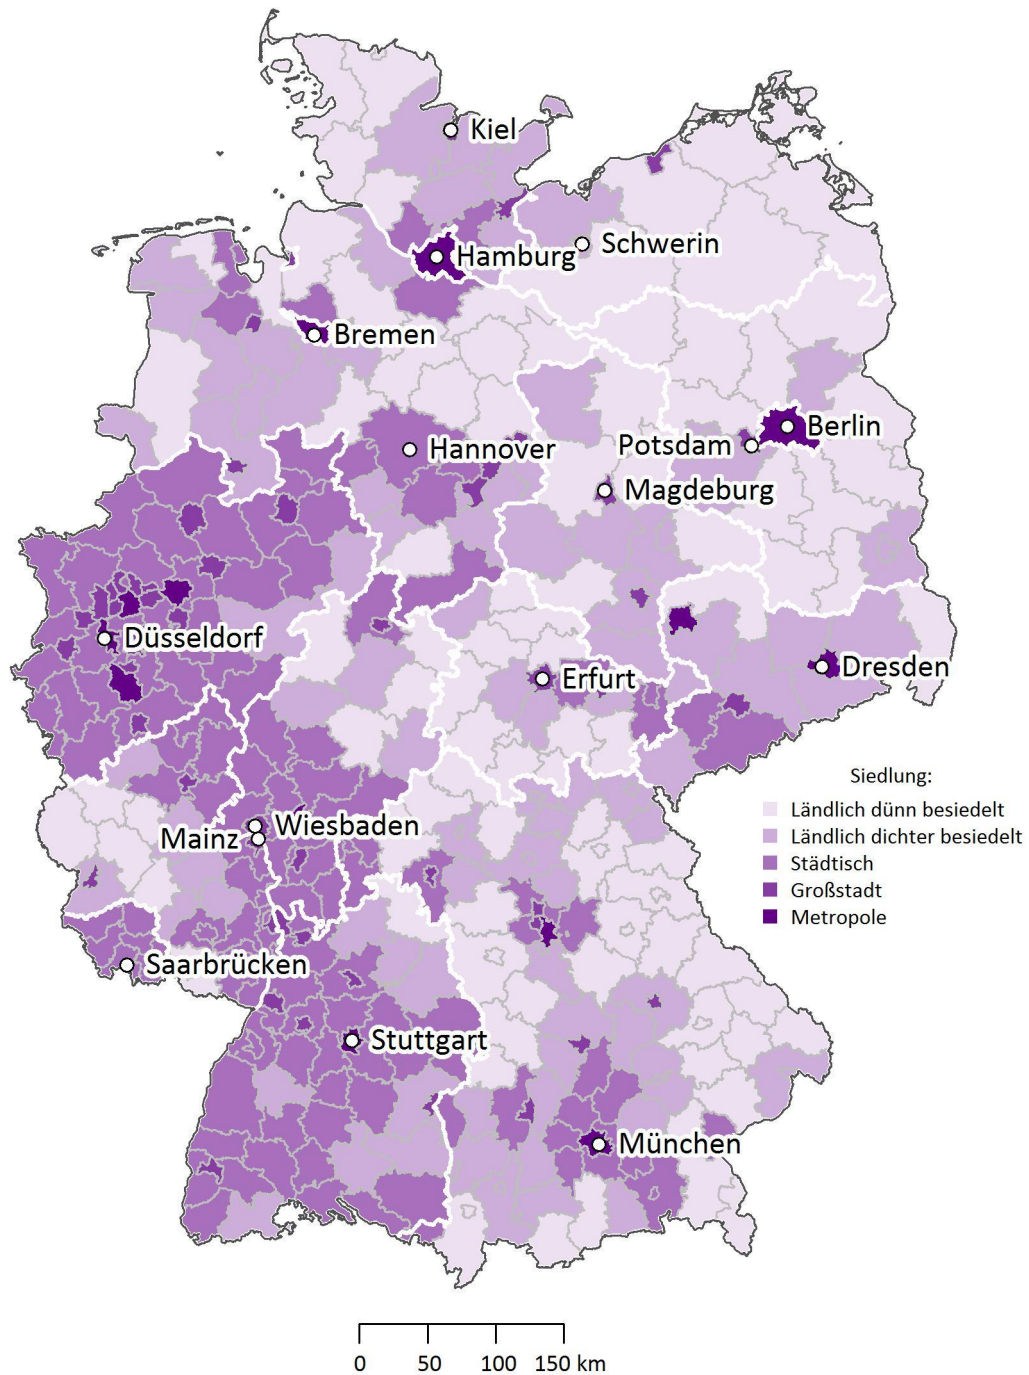 Kiel
Schwerin
Hamburg
Bremen
Berlin
Hannover
Potsdam
Magdeburg
Düsseldorf
Erfurt
Dresden
Siedlung:
Ländlich dünn besiedelt
Ländlich dichter besiedelt
Städtisch
Großstadt
Metropole
Wiesbaden
Mainz
Saarbrücken
Stuttgart
München
0 50 100 150 km